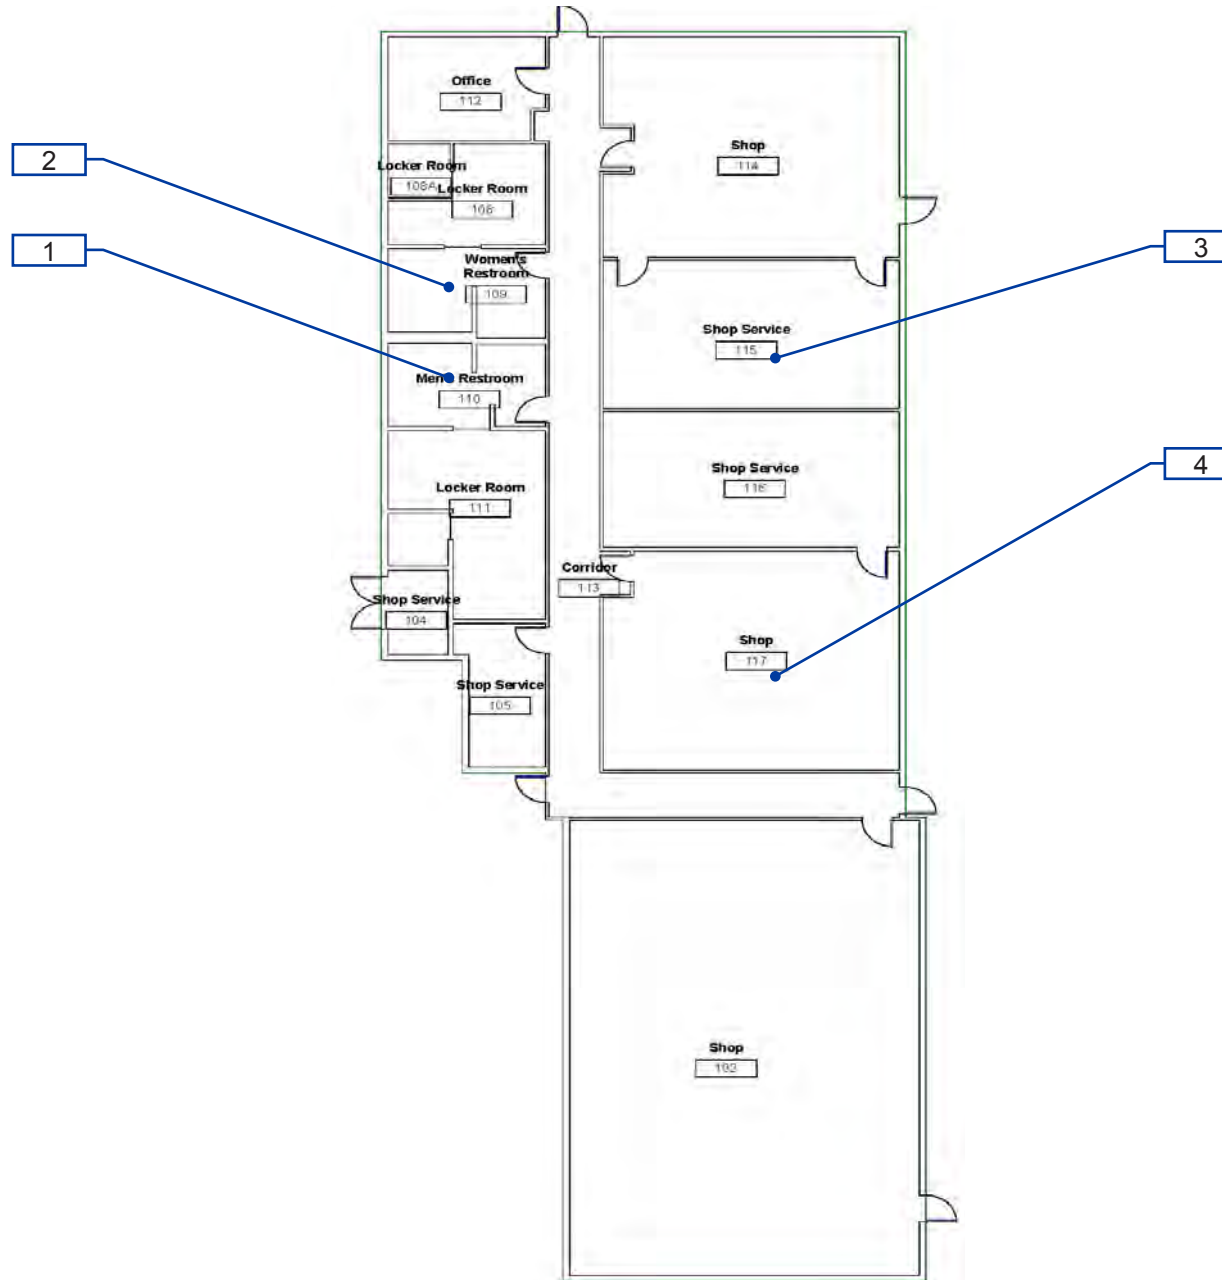 Office
112
2
Locker Room
108A
Locker Room
108
Shop
114
1
Women's
Restroom
109
3
Shop Service
115
Men's Restroom
110
4
Shop Service
116
Locker Room
111
Corridor
113
Shop Service
104
Shop
117
Shop Service
105
Shop